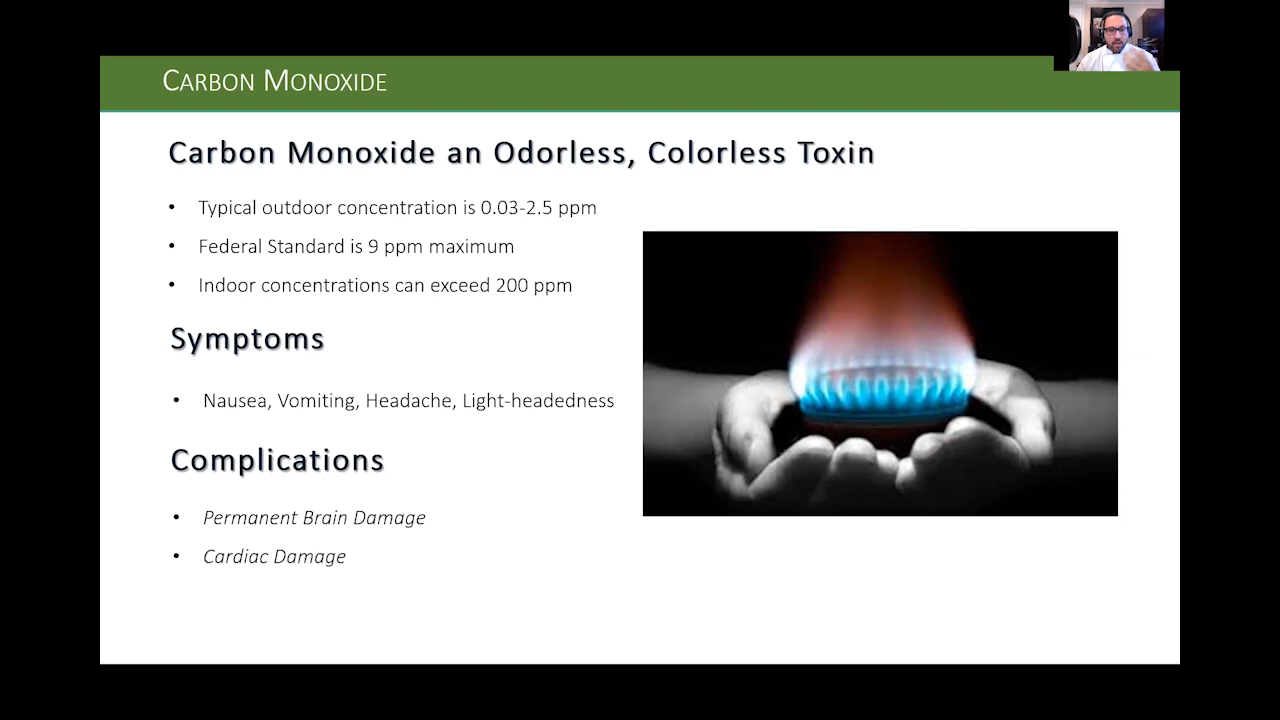 Carbon Monoxide
Carbon Monoxide an Odorless, Colorless Toxin
• Typical outdoor concentration is 0.03-2.5 ppm
• Federal Standard is 9 ppm maximum
• Indoor concentrations can exceed 200 ppm
Symptoms
• Nausea, Vomiting, Headache, Light-headedness
Complications
• Permanent Brain Damage
• Cardiac Damage